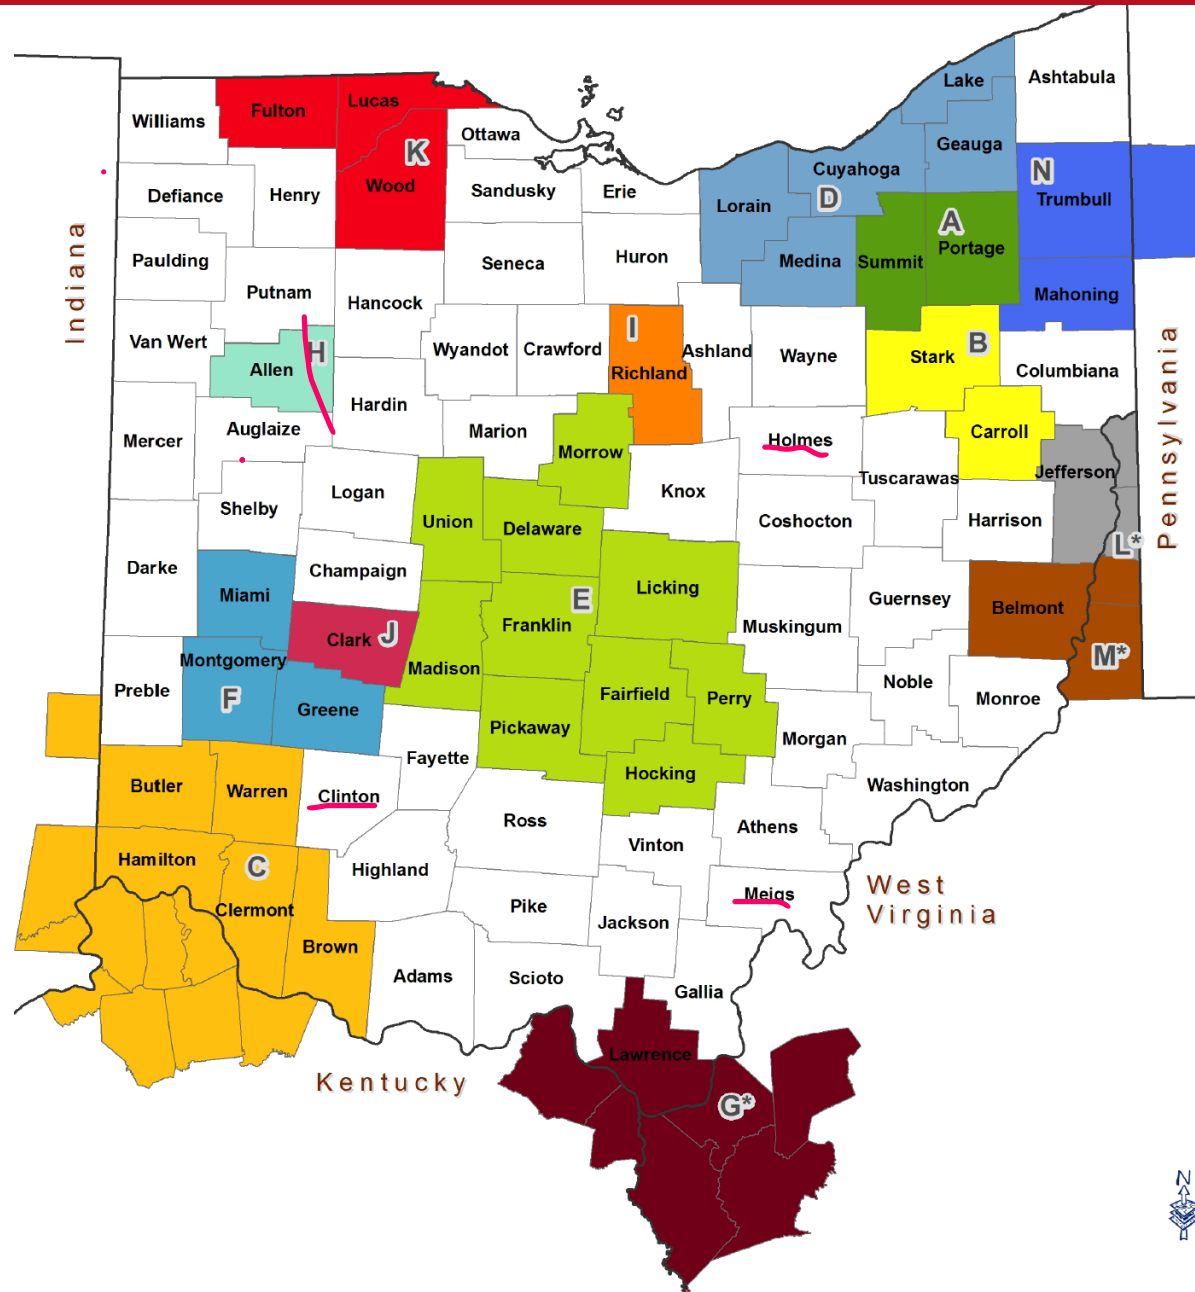 Lake
Ashtabula
Williams
Fulton
Lucas
Ottawa
Geauga
K
Cuyahoga
N
Defiance
Henry
Wood
Sandusky
Erie
Lorain
D
Trumbull
A
Portage
Indiana
Paulding
Seneca
Huron
Medina
Summit
Putnam
Hancock
Mahoning
Van Wert
H
Allen
Wyandot
Crawford
I
Richland
Ashland
Wayne
Stark
B
Columbiana
Pennsylvania
Mercer
Auglaize
Hardin
Marion
Morrow
Holmes
Carroll
Jefferson
Shelby
Logan
Knox
Tuscarawas
Union
Delaware
Coshocton
Harrison
L*
Darke
Champaign
Miami
E
Licking
Guernsey
Belmont
Clark
J
Franklin
Muskingum
M*
Montgomery
Madison
Preble
F
Greene
Fairfield
Perry
Noble
Monroe
Pickaway
Morgan
Fayette
Hocking
Butler
Warren
Clinton
Washington
Ross
Athens
Hamilton
C
Highland
Vinton
West
Virginia
Clermont
Meigs
Pike
Jackson
Brown
Adams
Scioto
Gallia
Lawrence
Kentucky
G*
N